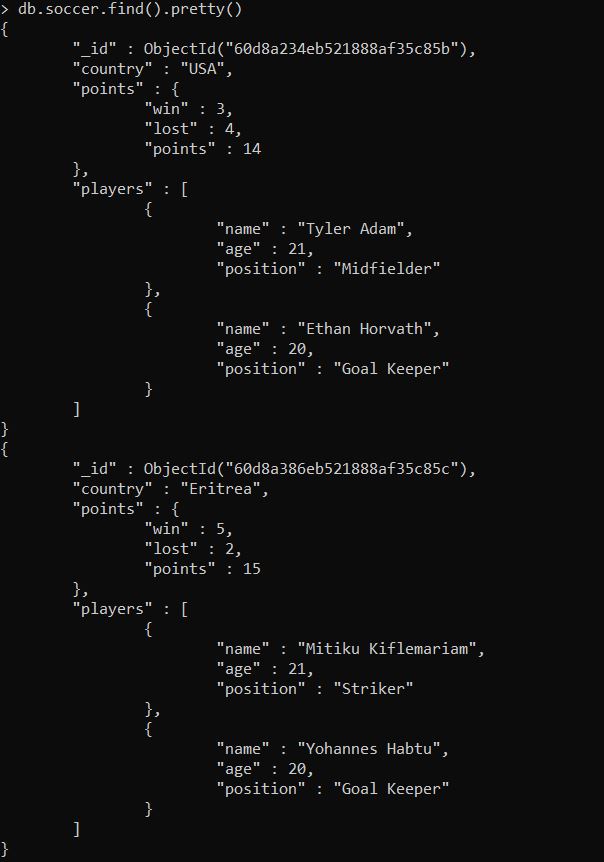 > db.soccer.find().pretty()
{
        "_id" : ObjectId("60d8a234eb521888af35c85b"),
        "country" : "USA",
        "points" : {
                "win" : 3,
                "lost" : 4,
                "points" : 14
        },
        "players" : [
                {
                        "name" : "Tyler Adam",
                        "age" : 21,
                        "position" : "Midfielder"
                },
                {
                        "name" : "Ethan Horvath",
                        "age" : 20,
                        "position" : "Goal Keeper"
                }
        ]
}
{
        "_id" : ObjectId("60d8a386eb521888af35c85c"),
        "country" : "Eritrea",
        "points" : {
                "win" : 5,
                "lost" : 2,
                "points" : 15
        },
        "players" : [
                {
                        "name" : "Mitiku Kiflemariam",
                        "age" : 21,
                        "position" : "Striker"
                },
                {
                        "name" : "Yohannes Habtu",
                        "age" : 20,
                        "position" : "Goal Keeper"
                }
        ]
}